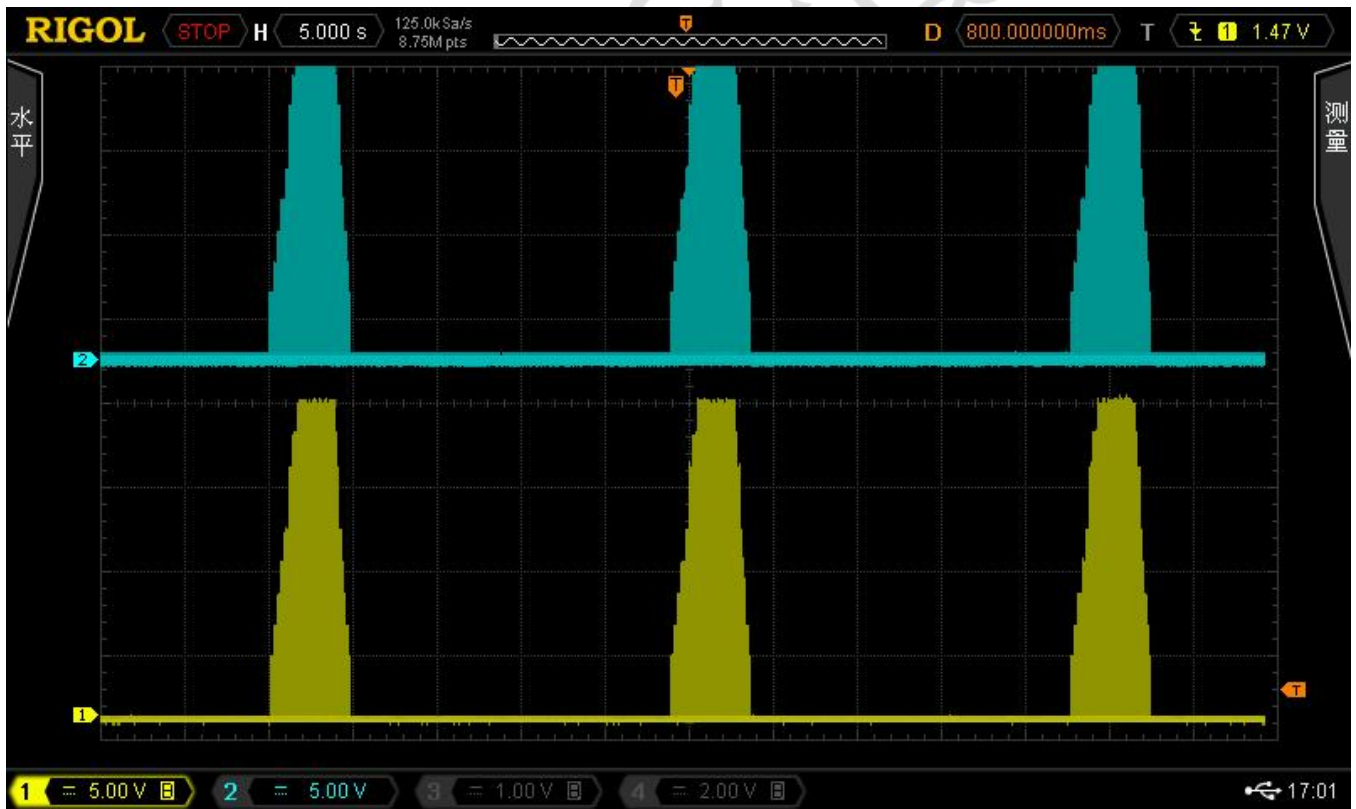 RIGOL STOP H 5.000 s 125.0k Sa/s D 800.000000ms T 1 1.47 V
8.75M pts
T
水平
测量
T
2
T
1
1 = 5.00 V B 2 = 5.00 V 3 = 1.00 V B 4 = 2.00 V B 17:01